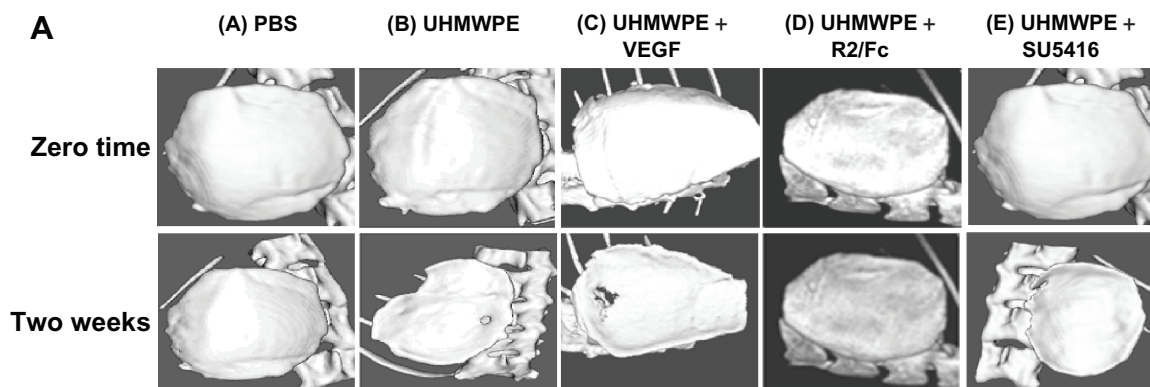 A
(A) PBS
(B) UHMWPE
(C) UHMWPE +
VEGF
(D) UHMWPE +
R2/Fc
(E) UHMWPE +
SU5416
Zero time
Two weeks